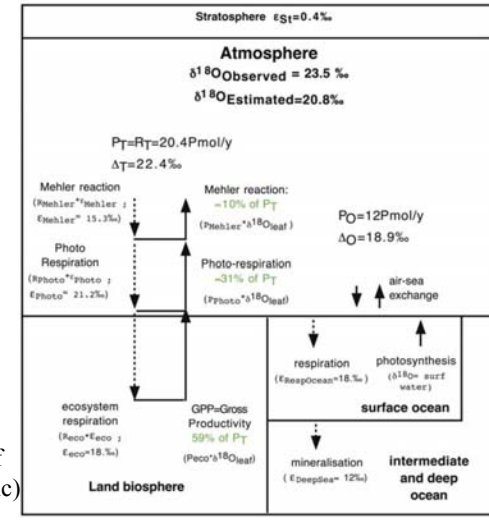 Stratosphere εSt=0.4‰
Atmosphere
δ¹⁸OObserved = 23.5 ‰
δ¹⁸OEstimated=20.8‰
PT=RT=20.4Pmol/y
ΔT=22.4‰
Mehler reaction
(RMehler*εMehler ;
εMehler= 15.3‰)
Mehler reaction:
~10% of PT
(PMehler*δ¹⁸Oleaf)
PO=12Pmol/y
ΔO=18.9‰
Photo
Respiration
(RPhoto*εPhoto ;
εPhoto= 21.2‰)
Photo-respiration
~31% of PT
(PPhoto*δ¹⁸Oleaf)
air-sea
exchange
respiration
(εRespOcean=18.‰)
photosynthesis
(δ¹⁸O= surf
water)
surface ocean
ecosystem
respiration
(Reco*εeco ;
εeco=18.‰)
GPP=Gross
Productivity
59% of PT
(Peco*δ¹⁸Oleaf)
Land biosphere
mineralisation
(εDeepSea= 12‰)
intermediate
and deep
ocean
f
c)